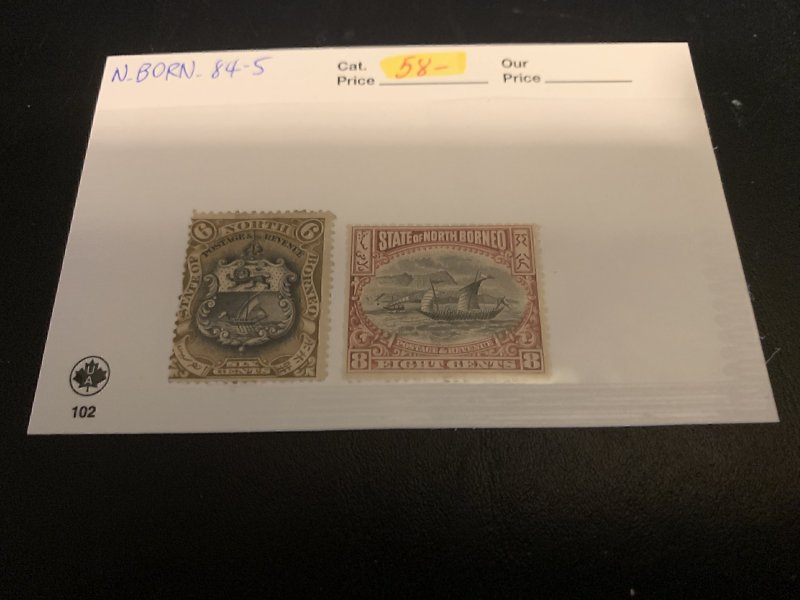 N-BORN- 84-5
Cat.
Price 58-
Our
Price
6 NORTH 6
STATE OF
POSTAGE & REVENUE
BORNEO
SIX
CENTS
STATE OF NORTH BORNEO
POSTAGE & REVENUE
8 EIGHT CENTS 8
UAI
102